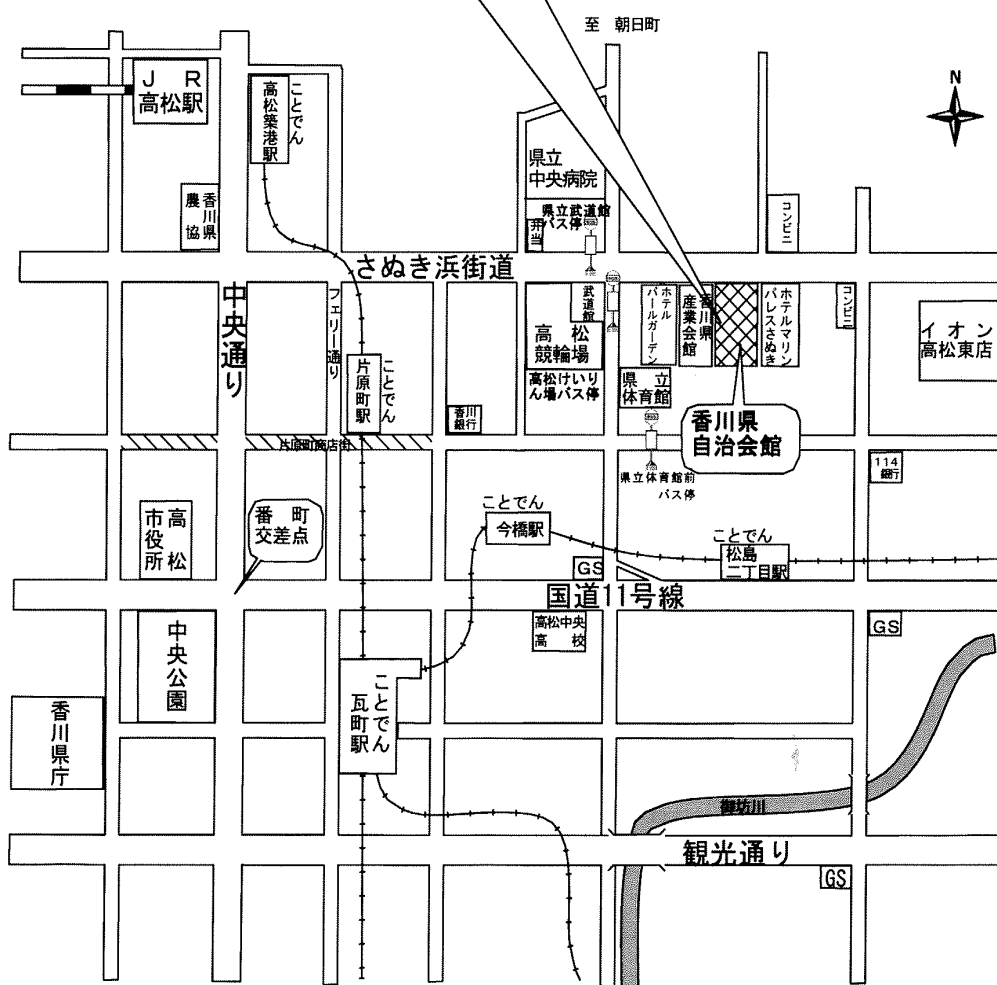 至 朝日町
N
JR
高松駅
ことでん
高松築港駅
県立
中央病院
香川県
農協
県立武道館
バス停
弁当
コンビニ
さぬき浜街道
中央通り
フェリー通り
武道館
ホテル
パールガーデン
香川県
産業会館
ホテルマリン
パレスさぬき
コンビニ
高松
競輪場
イオン
高松東店
ことでん
片原町駅
高松けいり
ん場バス停
県立
体育館
香川
銀行
香川県
自治会館
片原町商店街
114
銀行
県立体育館前
バス停
高松
市役所
番町
交差点
ことでん
今橋駅
ことでん
松島
二丁目駅
GS
国道11号線
高松中央
高校
GS
中央公園
ことでん
瓦町駅
香川県庁
御坊川
観光通り
GS